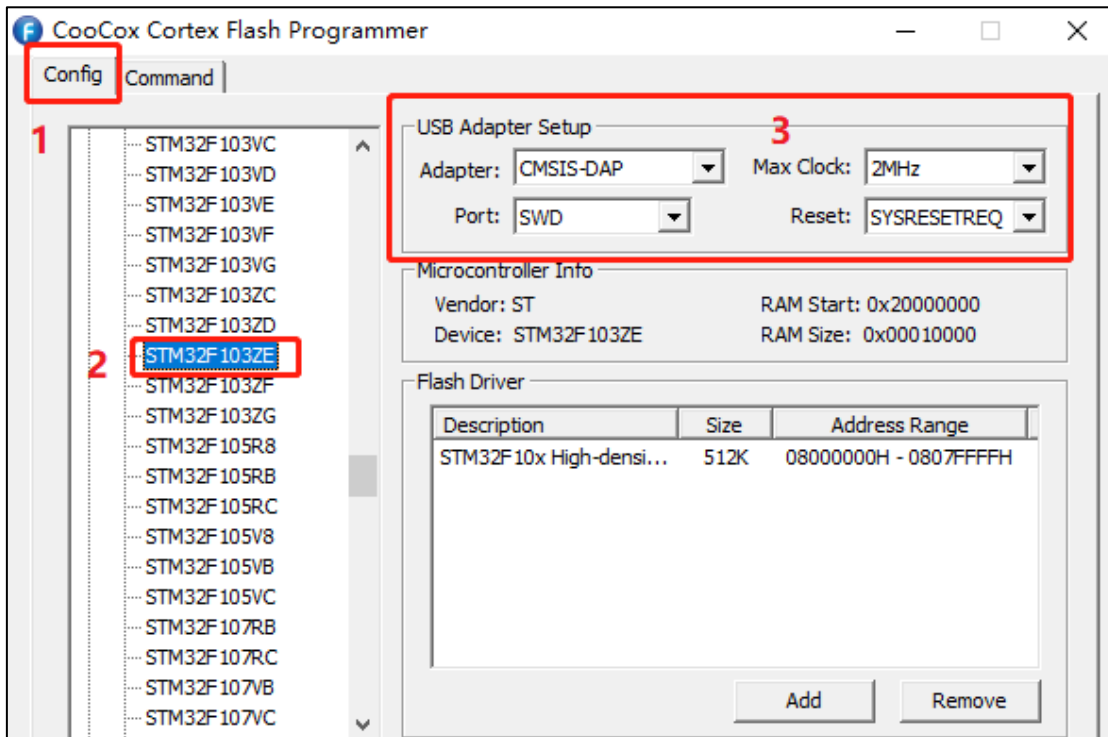 CooCox Cortex Flash Programmer
Config Command
1
STM32F103VC
STM32F103VD
STM32F103VE
STM32F103VF
STM32F103VG
STM32F103ZC
STM32F103ZD
2
STM32F103ZE
STM32F103ZF
STM32F103ZG
STM32F105R8
STM32F105RB
STM32F105RC
STM32F105V8
STM32F105VB
STM32F105VC
STM32F107RB
STM32F107RC
STM32F107VB
STM32F107VC
USB Adapter Setup
3
Adapter: CMSIS-DAP Max Clock: 2MHz
Port: SWD Reset: SYSRESETREQ
Microcontroller Info
Vendor: ST RAM Start: 0x20000000
Device: STM32F103ZE RAM Size: 0x00010000
Flash Driver
Description Size Address Range
STM32F10x High-densi... 512K 08000000H - 0807FFFFH
Add Remove